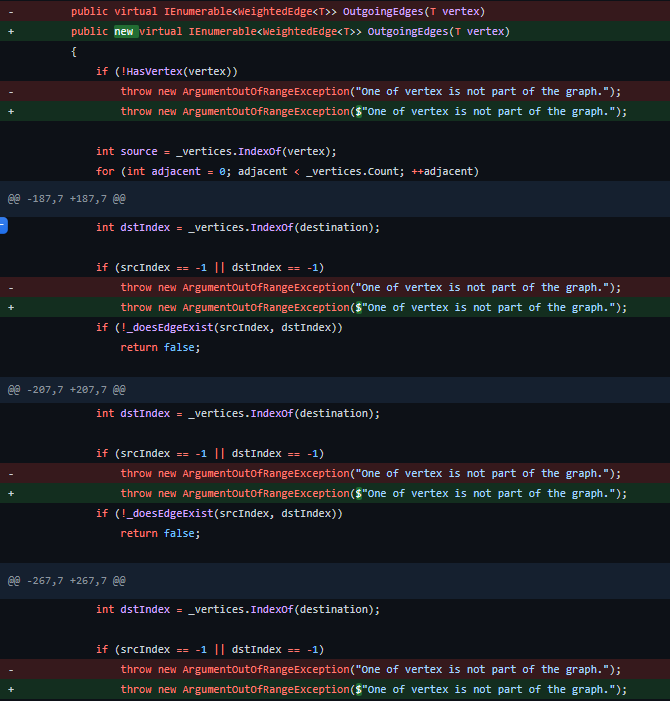 -         public virtual IEnumerable<WeightedEdge<T>> OutgoingEdges(T vertex)
+         public new virtual IEnumerable<WeightedEdge<T>> OutgoingEdges(T vertex)
          {
              if (!HasVertex(vertex))
-                 throw new ArgumentOutOfRangeException("One of vertex is not part of the graph.");
+                 throw new ArgumentOutOfRangeException($"One of vertex is not part of the graph.");
              int source = _vertices.IndexOf(vertex);
              for (int adjacent = 0; adjacent < _vertices.Count; ++adjacent)
@@ -187,7 +187,7 @@
              int dstIndex = _vertices.IndexOf(destination);
              if (srcIndex == -1 || dstIndex == -1)
-                 throw new ArgumentOutOfRangeException("One of vertex is not part of the graph.");
+                 throw new ArgumentOutOfRangeException($"One of vertex is not part of the graph.");
              if (!_doesEdgeExist(srcIndex, dstIndex))
                  return false;
@@ -207,7 +207,7 @@
              int dstIndex = _vertices.IndexOf(destination);
              if (srcIndex == -1 || dstIndex == -1)
-                 throw new ArgumentOutOfRangeException("One of vertex is not part of the graph.");
+                 throw new ArgumentOutOfRangeException($"One of vertex is not part of the graph.");
              if (!_doesEdgeExist(srcIndex, dstIndex))
                  return false;
@@ -267,7 +267,7 @@
              int dstIndex = _vertices.IndexOf(destination);
              if (srcIndex == -1 || dstIndex == -1)
-                 throw new ArgumentOutOfRangeException("One of vertex is not part of the graph.");
+                 throw new ArgumentOutOfRangeException($"One of vertex is not part of the graph.");